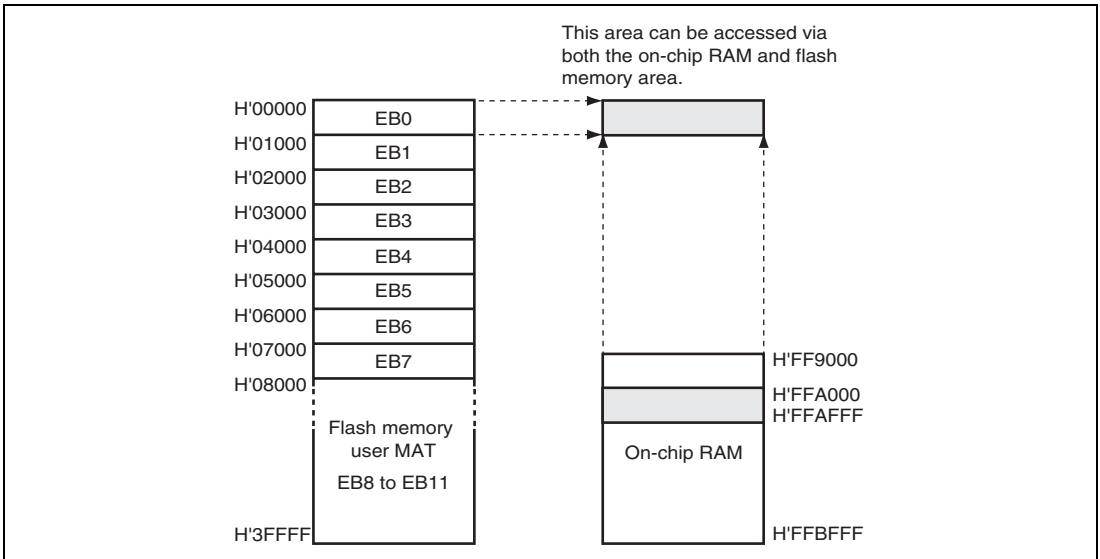 This area can be accessed via
both the on-chip RAM and flash
memory area.
H'00000
EB0
H'01000
EB1
H'02000
EB2
H'03000
EB3
H'04000
EB4
H'05000
EB5
H'06000
EB6
H'07000
EB7
H'08000
Flash memory
user MAT
EB8 to EB11
H'3FFFF
H'FF9000
H'FFA000
H'FFAFFF
On-chip RAM
H'FFBFFF